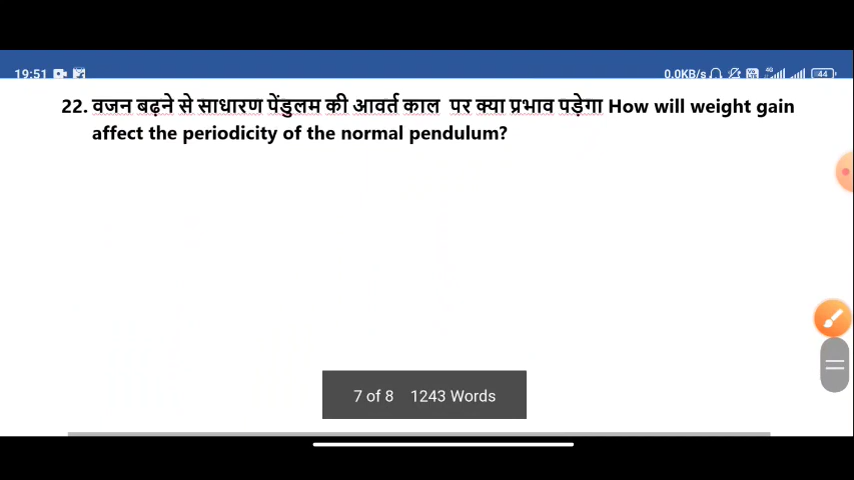 19:51 0.0KB/s 4G 44
22. वजन बढ़ने से साधारण पेंडुलम की आवर्त काल पर क्या प्रभाव पड़ेगा How will weight gain
affect the periodicity of the normal pendulum?
7 of 8 1243 Words